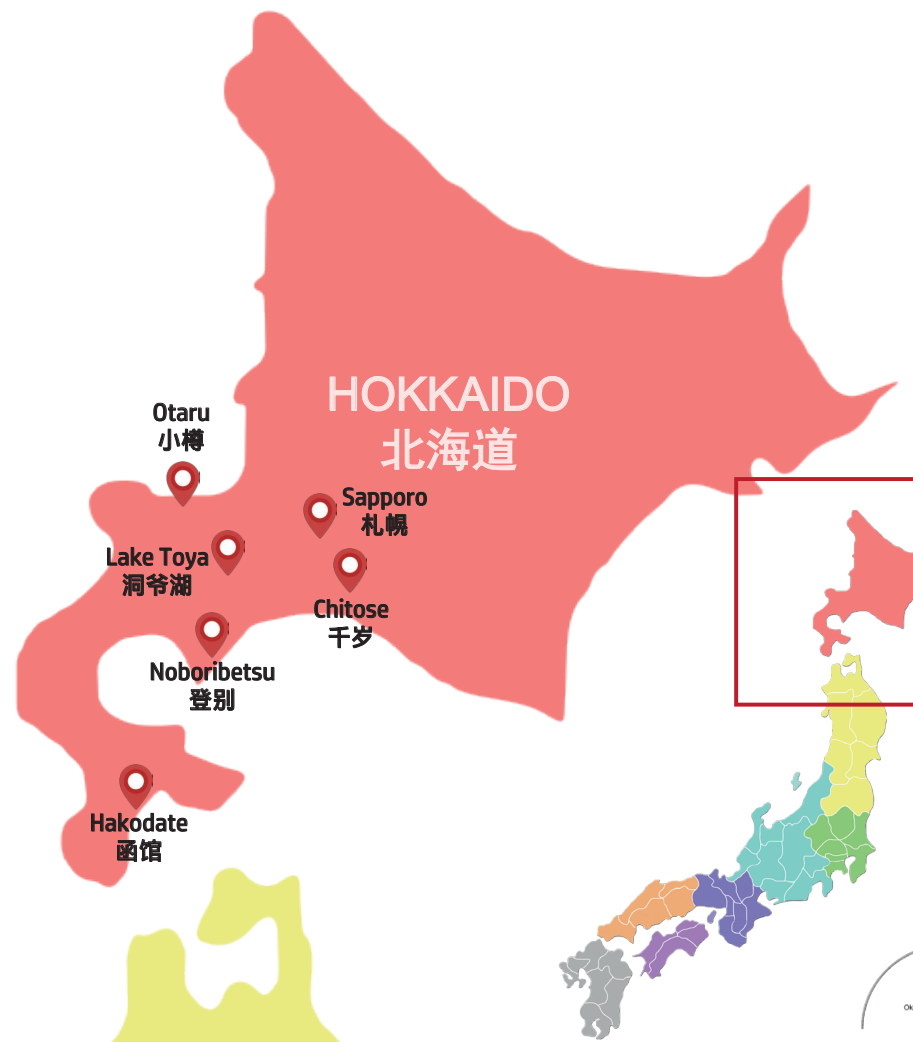 HOKKAIDO
北海道
Otaru
小樽
Sapporo
札幌
Lake Toya
洞爷湖
Chitose
千岁
Noboribetsu
登别
Hakodate
函馆